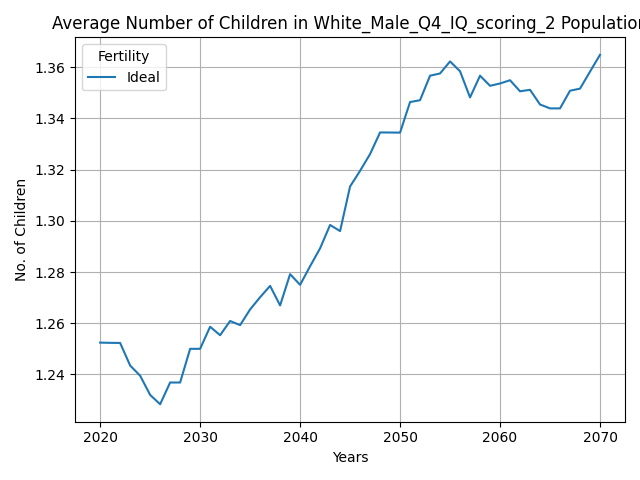 Average Number of Children in White_Male_Q4_IQ_scoring_2 Population
Fertility
Ideal
No. of Children
1.36
1.34
1.32
1.30
1.28
1.26
1.24
2020 2030 2040 2050 2060 2070
Years